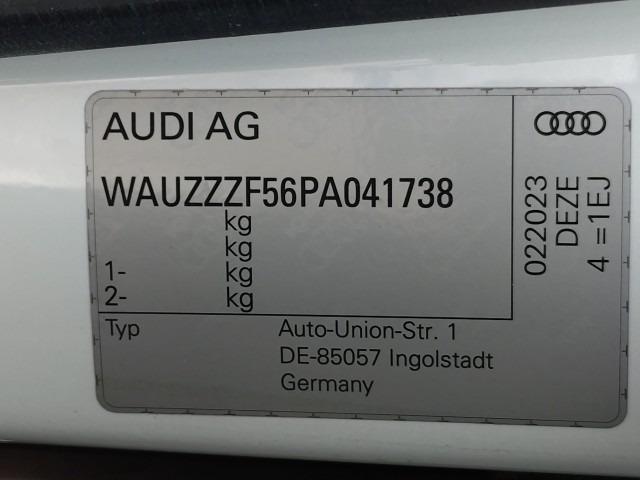 AUDI AG
WAUZZZF56PA041738
kg
kg
1- kg
2- kg
Typ
Auto-Union-Str. 1
DE-85057 Ingolstadt
Germany
022023
DEZE
4 = 1EJ